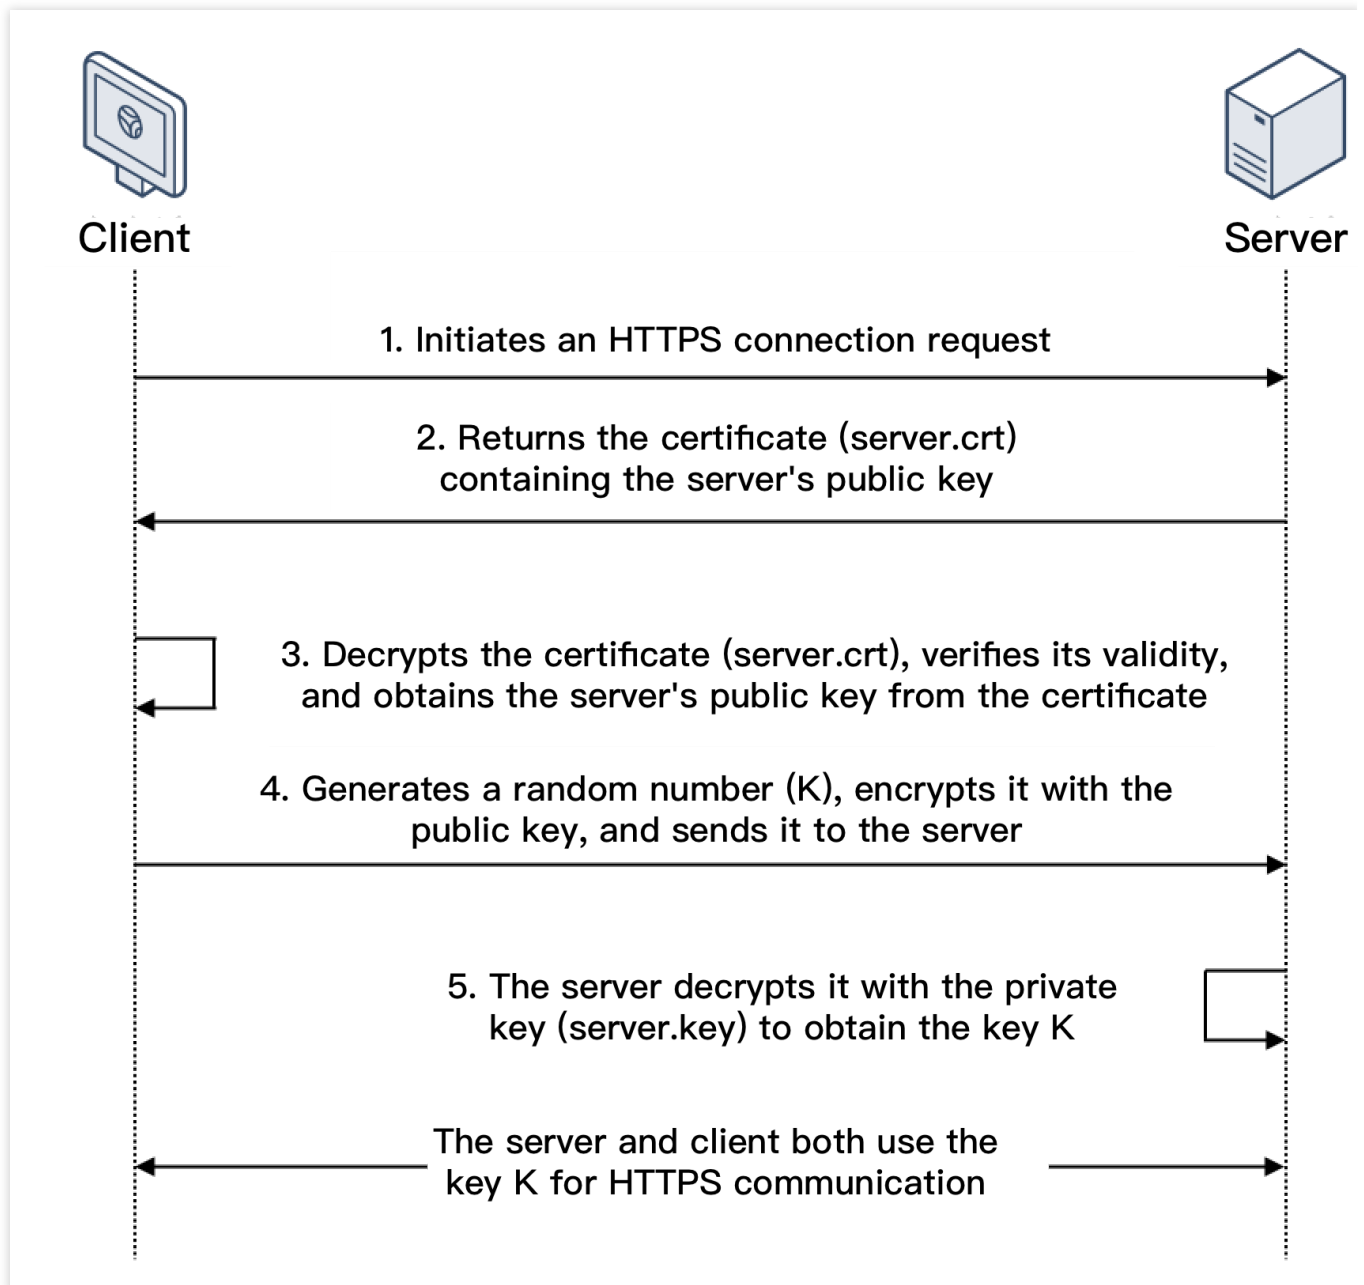 Client
Server
1. Initiates an HTTPS connection request
2. Returns the certificate (server.crt)
containing the server's public key
3. Decrypts the certificate (server.crt), verifies its validity,
and obtains the server's public key from the certificate
4. Generates a random number (K), encrypts it with the
public key, and sends it to the server
5. The server decrypts it with the private
key (server.key) to obtain the key K
The server and client both use the
key K for HTTPS communication